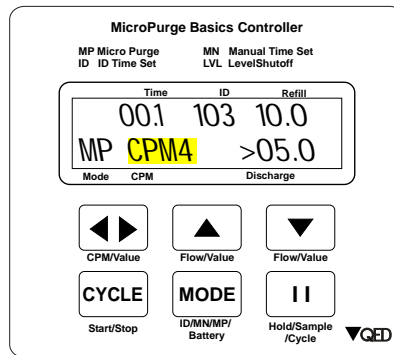 MicroPurge Basics Controller
MP Micro Purge MN Manual Time Set
ID ID Time Set LVL LevelShutoff
Time ID Refill
00.1 103 10.0
MP CPM4 >05.0
Mode CPM Discharge
CPM/Value Flow/Value Flow/Value
CYCLE MODE II
Start/Stop ID/MN/MP/ Hold/Sample
Battery /Cycle
QED